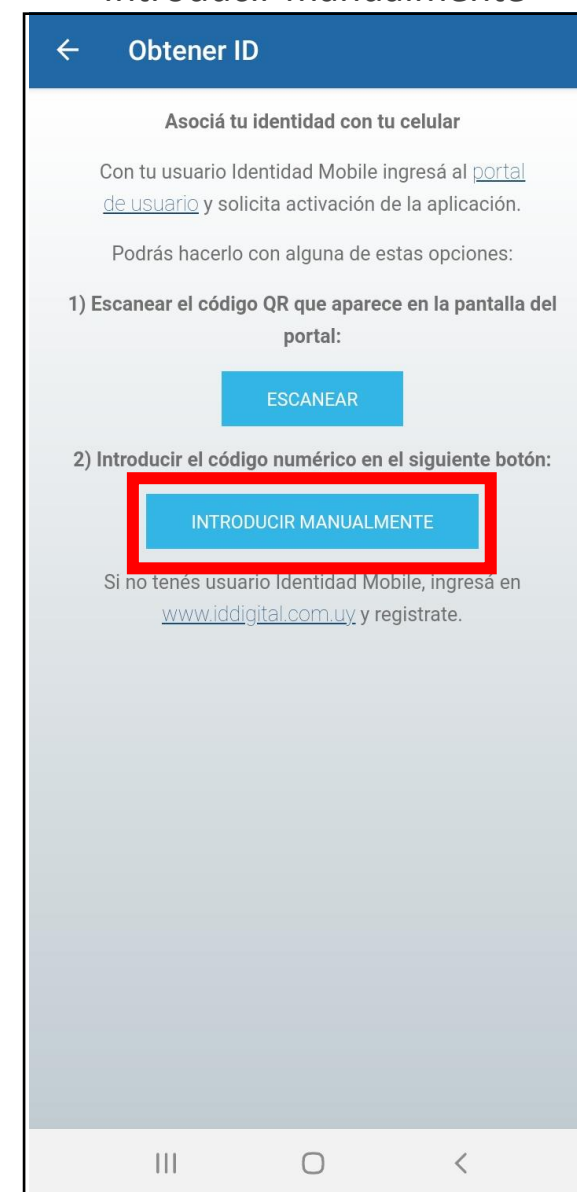 Introducir manualmente
Obtener ID
Asociá tu identidad con tu celular
Con tu usuario Identidad Mobile ingresá al portal
de usuario y solicita activación de la aplicación.
Podrás hacerlo con alguna de estas opciones:
1) Escanear el código QR que aparece en la pantalla del
portal:
ESCANEAR
2) Introducir el código numérico en el siguiente botón:
INTRODUCIR MANUALMENTE
Si no tenés usuario Identidad Mobile, ingresá en
www.iddigital.com.uy y registrate.